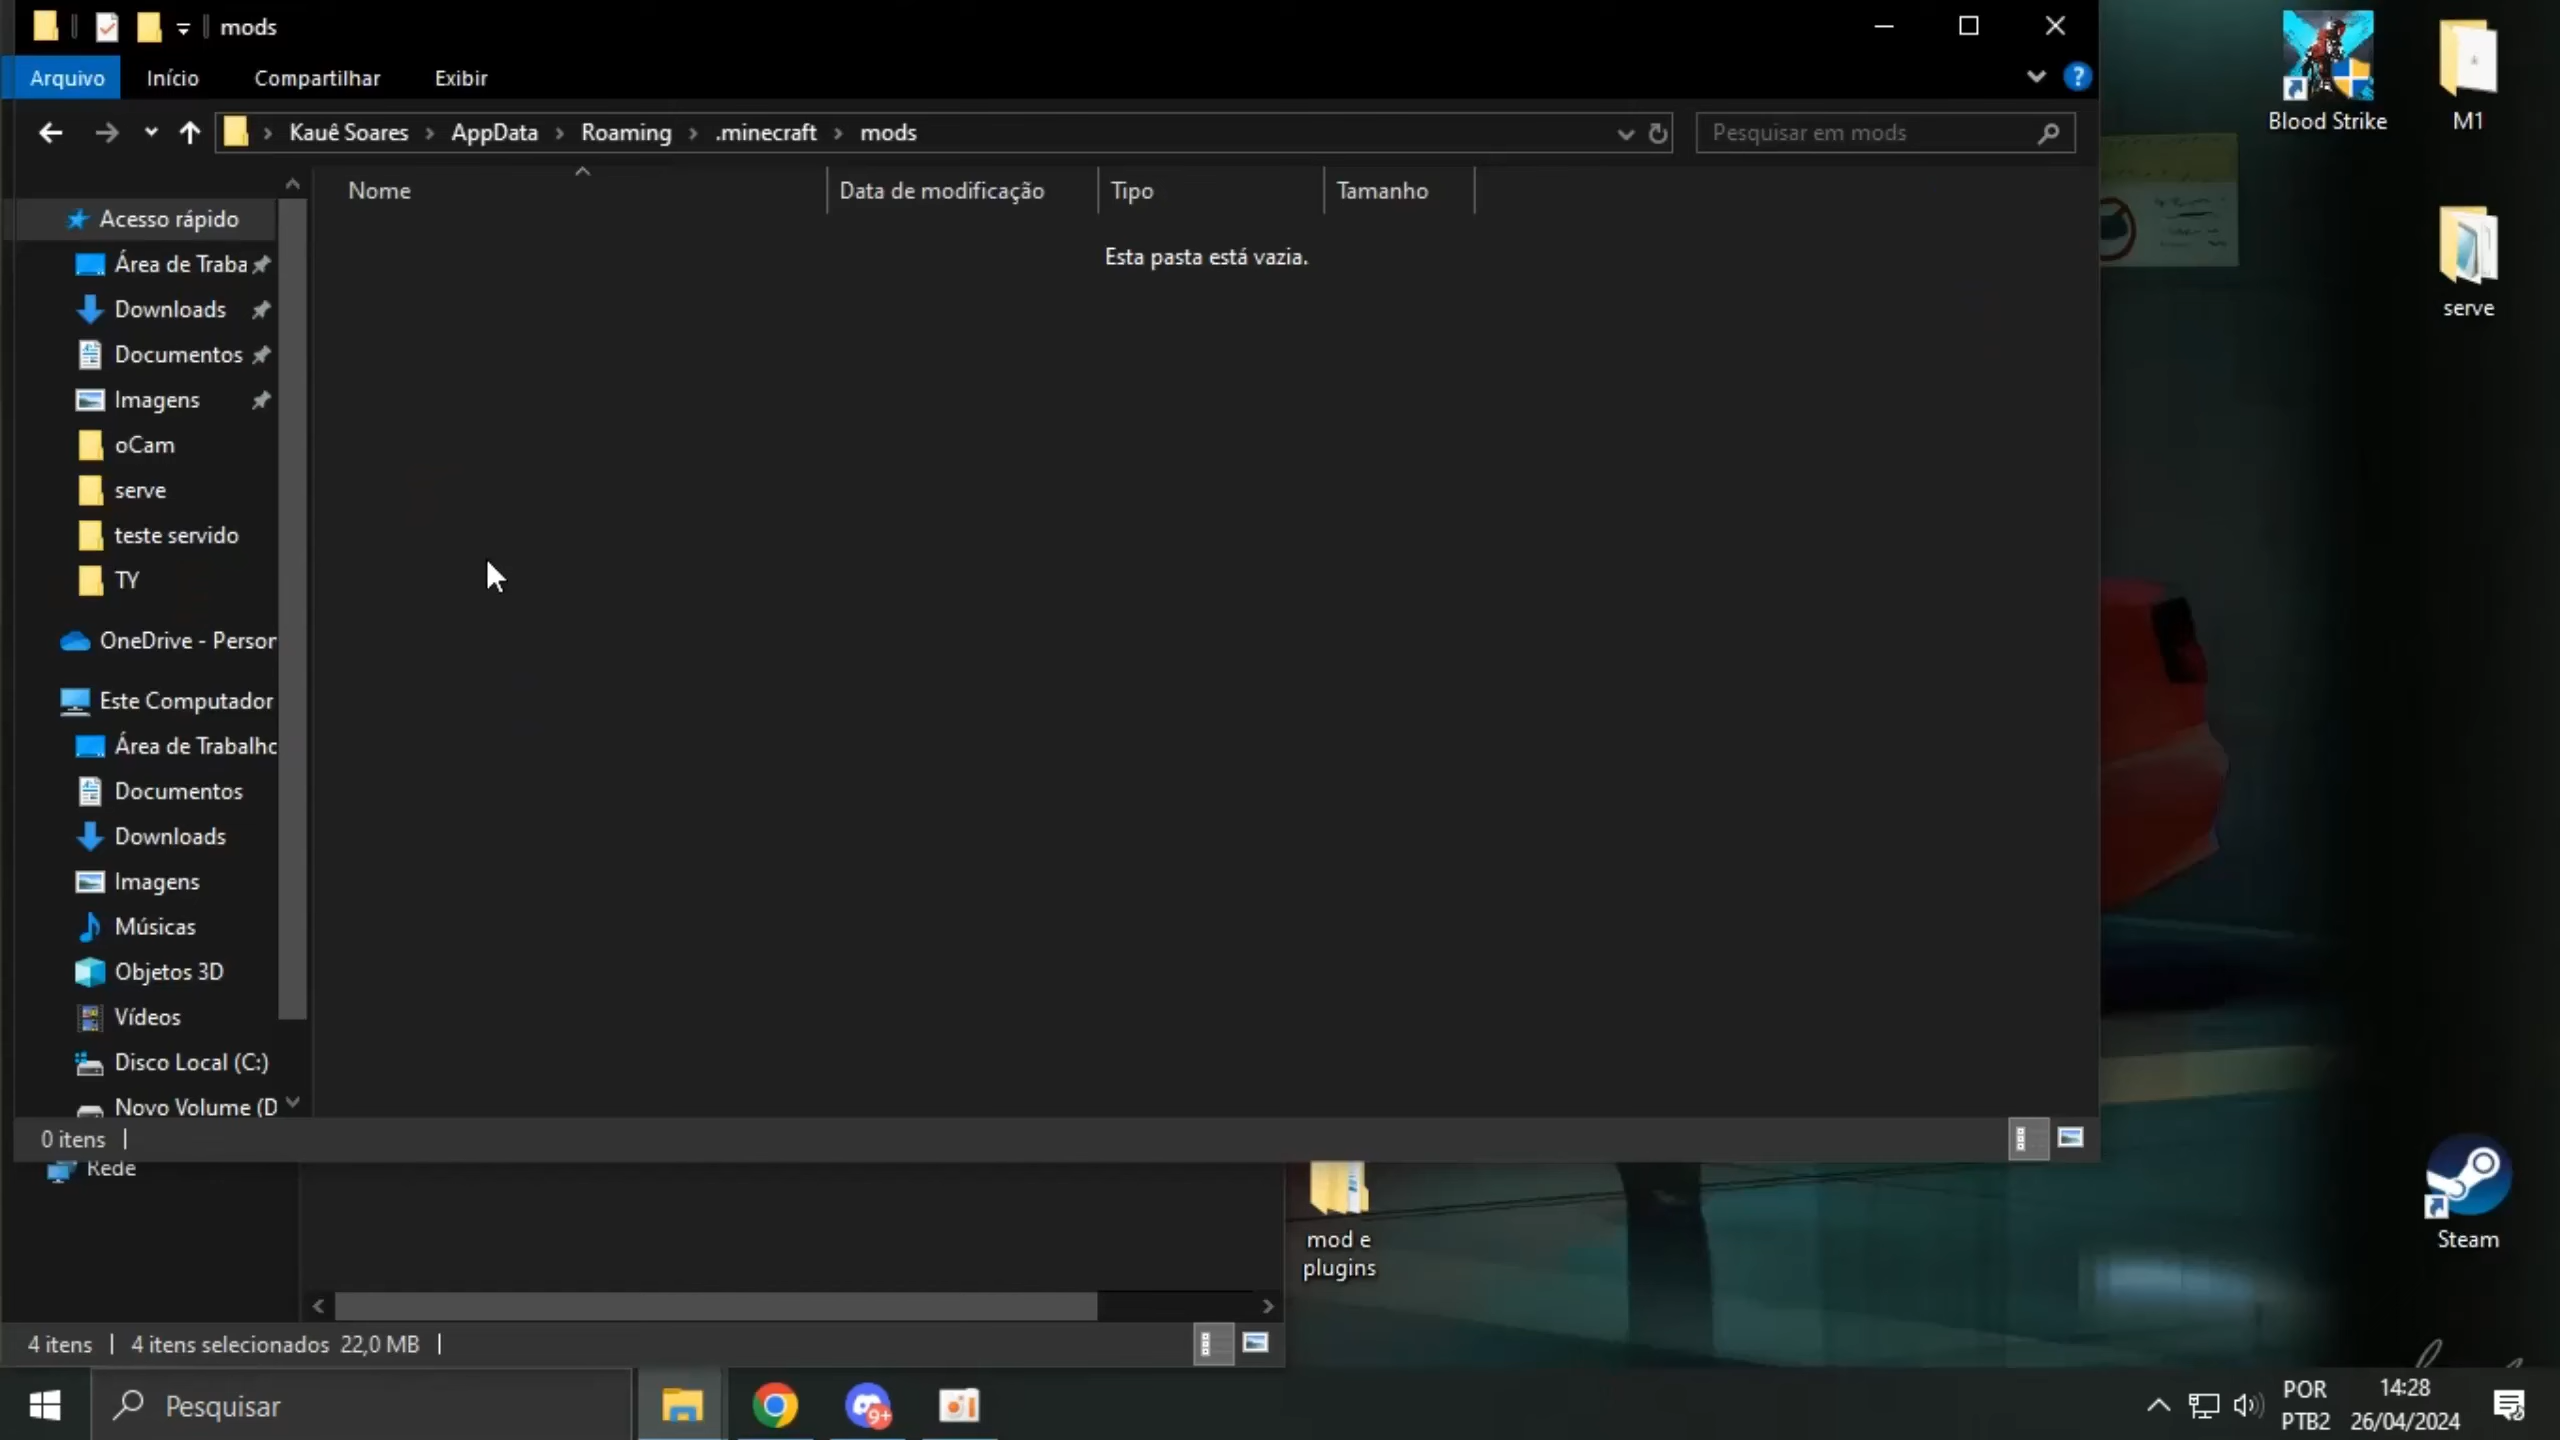 mods
Arquivo
Início
Compartilhar
Exibir
Kauê Soares
AppData
Roaming
.minecraft
mods
Pesquisar em mods
Nome
Data de modificação
Tipo
Tamanho
Esta pasta está vazia.
Acesso rápido
Área de Traba
Downloads
Documentos
Imagens
oCam
serve
teste servido
TY
OneDrive - Person
Este Computador
Área de Trabalho
Documentos
Downloads
Imagens
Músicas
Objetos 3D
Vídeos
Disco Local (C:)
Novo Volume (D
0 itens
Rede
4 itens
4 itens selecionados 22,0 MB
Blood Strike
M1
serve
mod e
plugins
Steam
Pesquisar
9+
POR
PTB2
14:28
26/04/2024